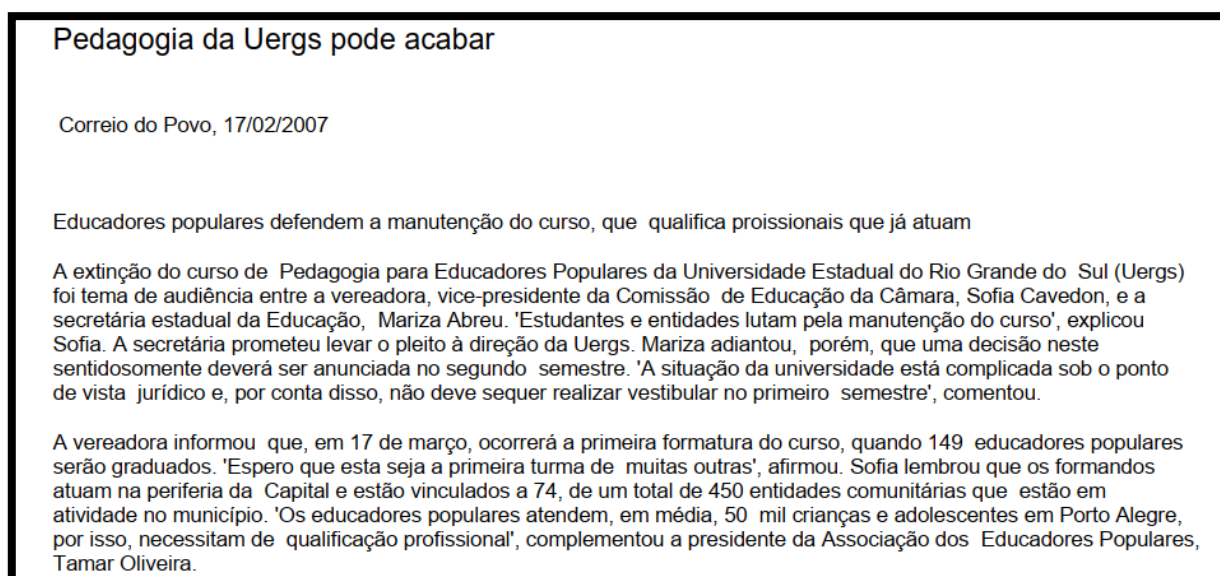 Pedagogia da Uergs pode acabar
Correio do Povo, 17/02/2007
Educadores populares defendem a manutenção do curso, que  qualifica proissionais que já atuam
A extinção do curso de  Pedagogia para Educadores Populares da Universidade Estadual do Rio Grande do  Sul (Uergs)
foi tema de audiência entre a vereadora, vice-presidente da Comissão  de Educação da Câmara, Sofia Cavedon, e a
secretária estadual da Educação,  Mariza Abreu. 'Estudantes e entidades lutam pela manutenção do curso', explicou
Sofia. A secretária prometeu levar o pleito à direção da Uergs. Mariza adiantou,  porém, que uma decisão neste
sentidosomente deverá ser anunciada no segundo  semestre. 'A situação da universidade está complicada sob o ponto
de vista  jurídico e, por conta disso, não deve sequer realizar vestibular no primeiro  semestre', comentou.
A vereadora informou  que, em 17 de março, ocorrerá a primeira formatura do curso, quando 149  educadores populares
serão graduados. 'Espero que esta seja a primeira turma de  muitas outras', afirmou. Sofia lembrou que os formandos
atuam na periferia da  Capital e estão vinculados a 74, de um total de 450 entidades comunitárias que  estão em
atividade no município. 'Os educadores populares atendem, em média, 50  mil crianças e adolescentes em Porto Alegre,
por isso, necessitam de  qualificação profissional', complementou a presidente da Associação dos  Educadores Populares,
Tamar Oliveira.